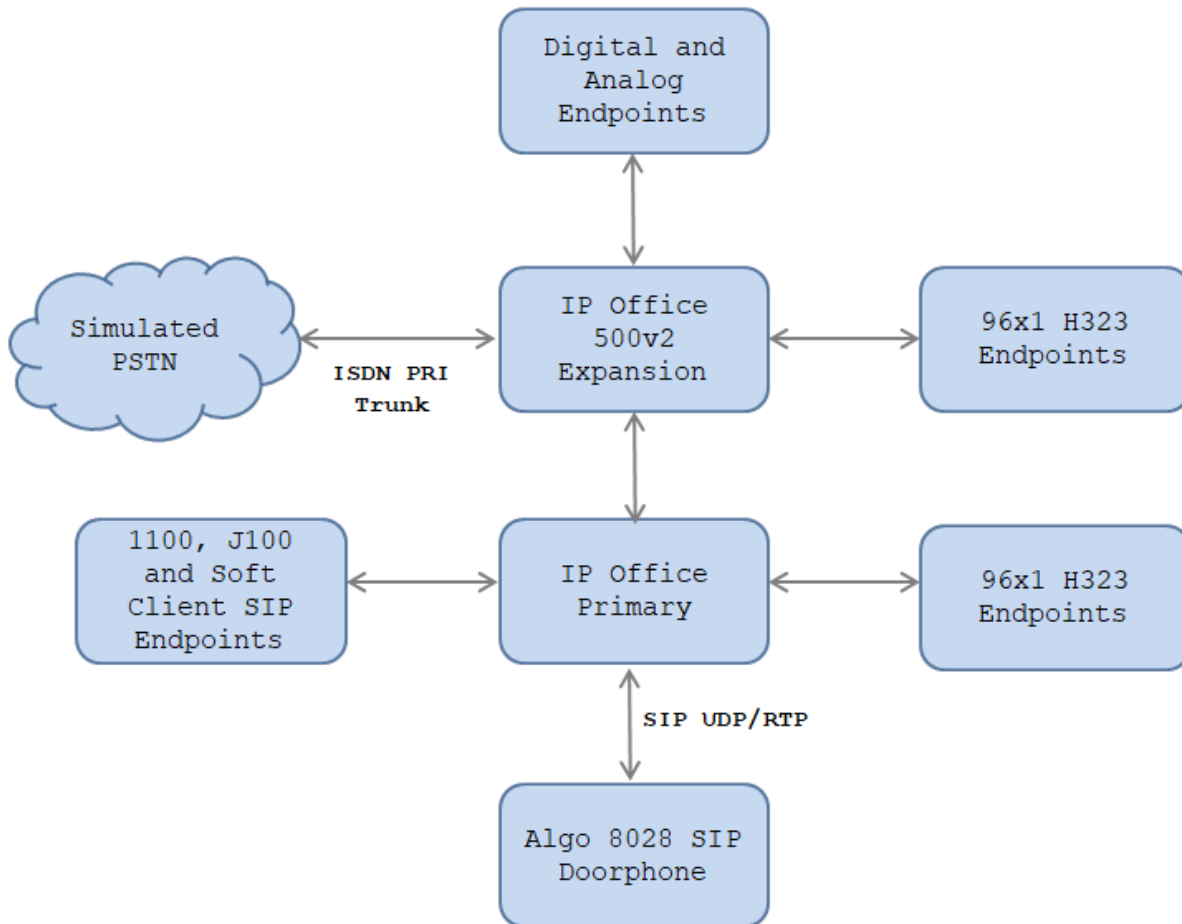 Digital and
Analog
Endpoints
Simulated
PSTN
ISDN PRI
Trunk
IP Office
500v2
Expansion
96x1 H323
Endpoints
1100, J100
and Soft
Client SIP
Endpoints
IP Office
Primary
96x1 H323
Endpoints
SIP UDP/RTP
Algo 8028 SIP
Doorphone